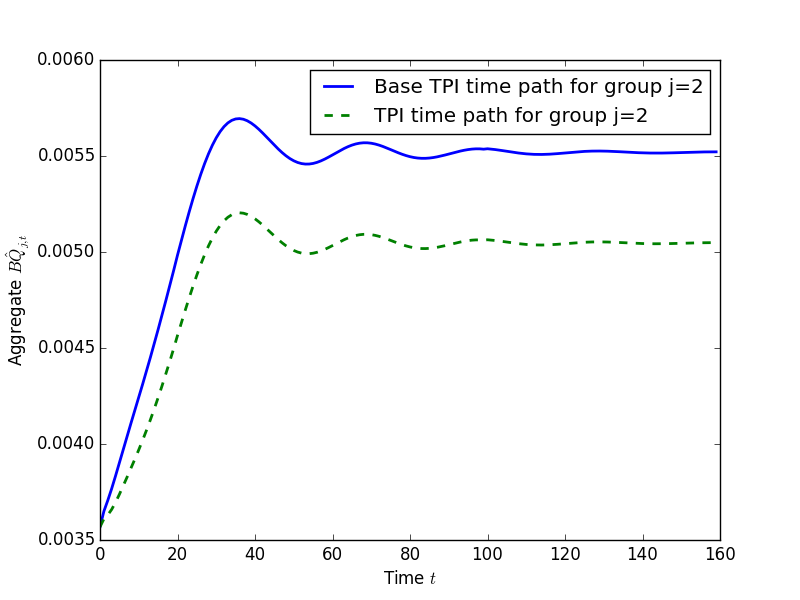 0.0060
0.0055
0.0050
0.0045
0.0040
0.0035
0 20 40 60 80 100 120 140 160
Aggregate $\hat{BQ}_{j,t}$
Time t
Base TPI time path for group j=2
TPI time path for group j=2